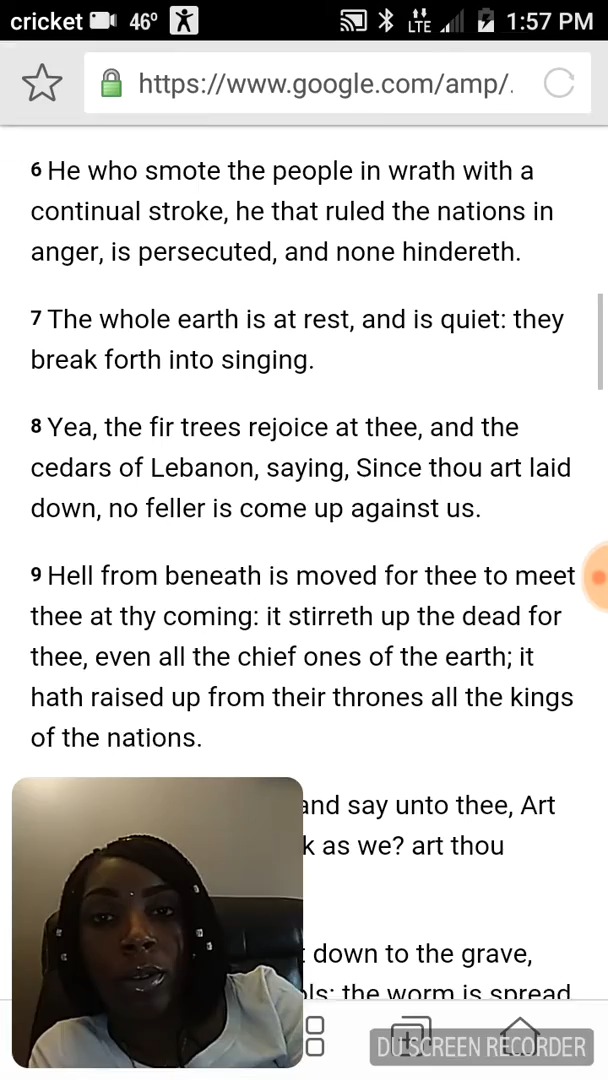 cricket 46° LTE 1:57 PM
https://www.google.com/amp/.
6 He who smote the people in wrath with a
continual stroke, he that ruled the nations in
anger, is persecuted, and none hindereth.
7 The whole earth is at rest, and is quiet: they
break forth into singing.
8 Yea, the fir trees rejoice at thee, and the
cedars of Lebanon, saying, Since thou art laid
down, no feller is come up against us.
9 Hell from beneath is moved for thee to meet
thee at thy coming: it stirreth up the dead for
thee, even all the chief ones of the earth; it
hath raised up from their thrones all the kings
of the nations.
and say unto thee, Art
as we? art thou
down to the grave,
the worm is spread
DU SCREEN RECORDER